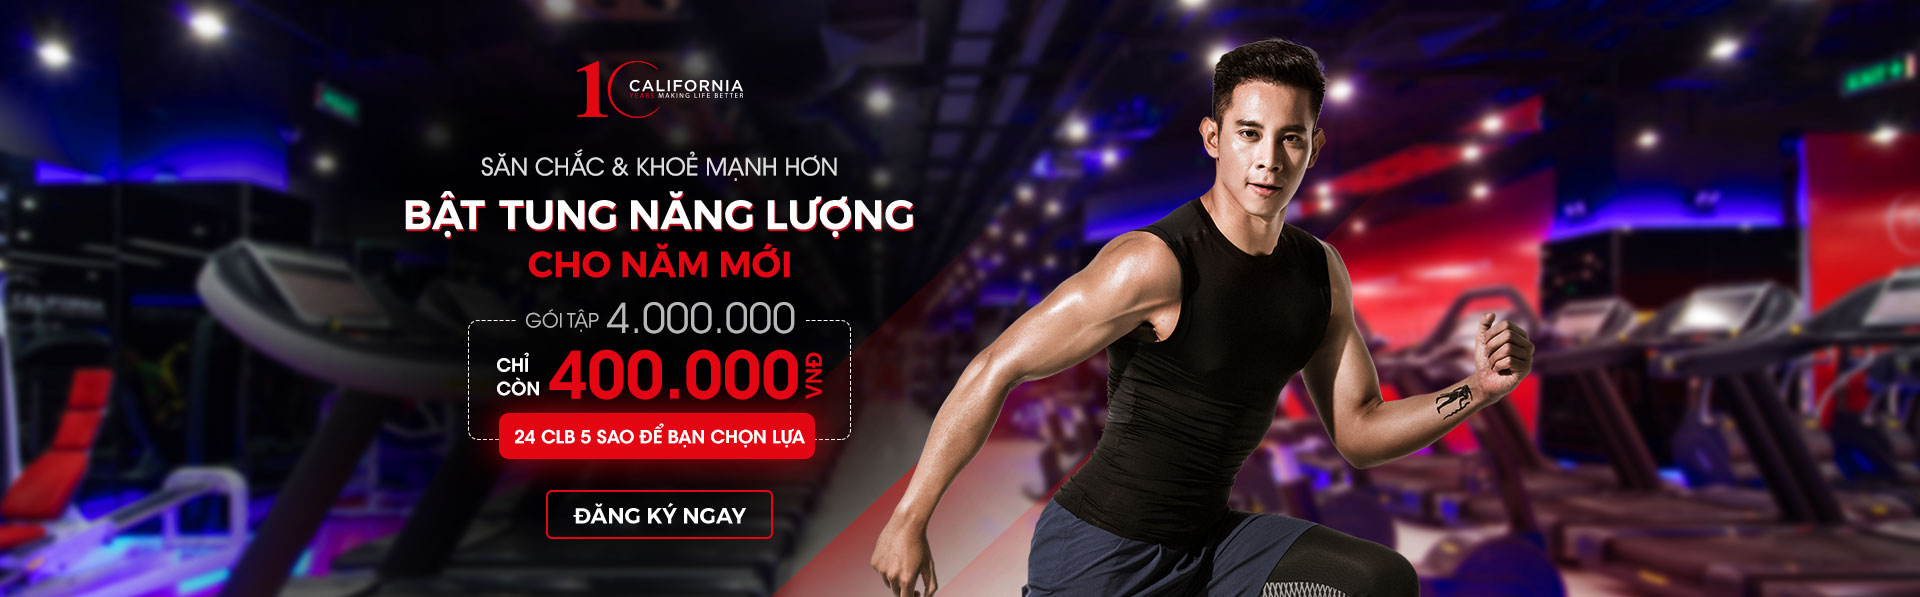 10 CALIFORNIA
YEARS MAKING LIFE BETTER
SĂN CHẮC & KHOẺ MẠNH HƠN
BẬT TUNG NĂNG LƯỢNG
CHO NĂM MỚI
GÓI TẬP 4.000.000
CHỈ CÒN 400.000 VNĐ
24 CLB 5 SAO ĐỂ BẠN CHỌN LỰA
ĐĂNG KÝ NGAY
CALIFORNIA
EXIT